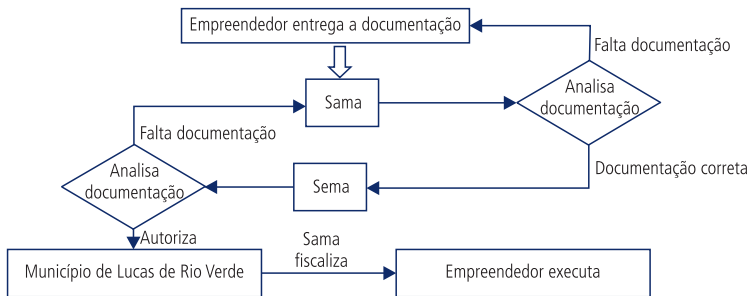 Empreendedor entrega a documentação
Falta documentação
Sama
Analisa
documentação
Falta documentação
Documentação correta
Analisa
documentação
Sema
Autoriza
Sama
fiscaliza
Município de Lucas de Rio Verde
Empreendedor executa